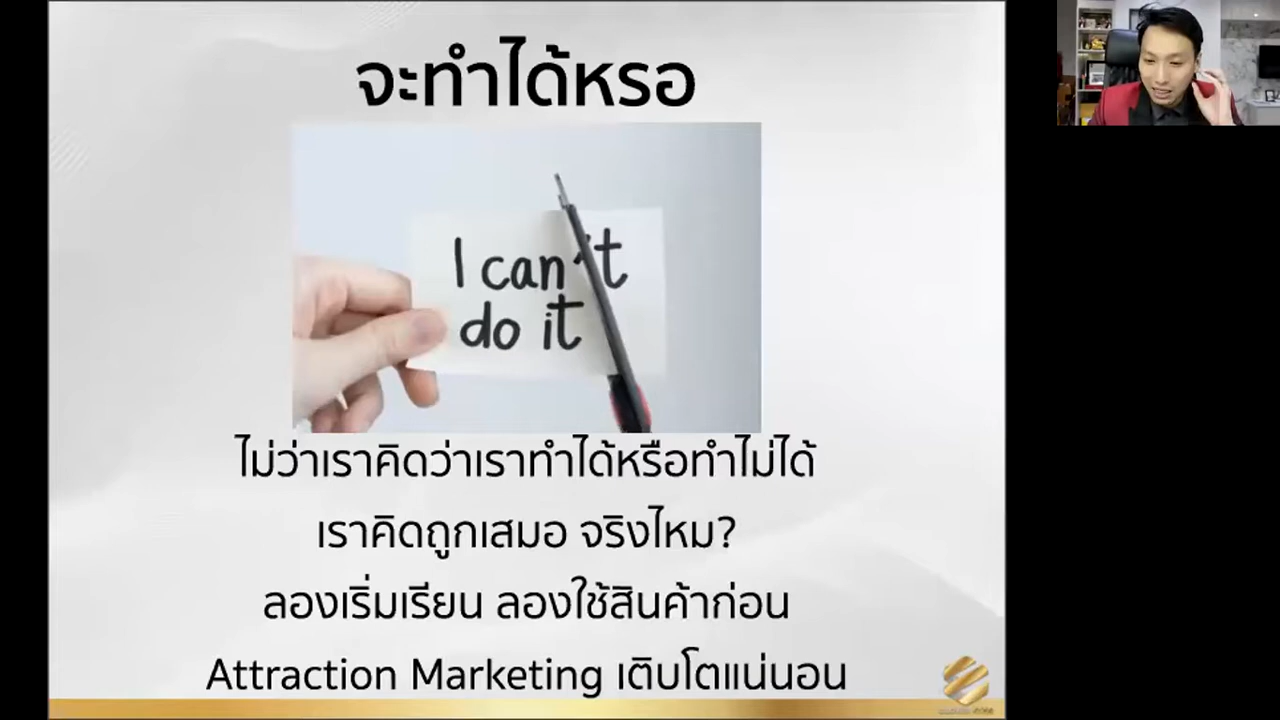 จะทำได้หรอ
I can't
do it
ไม่ว่าเราคิดว่าเราทำได้หรือทำไม่ได้
เราคิดถูกเสมอ จริงไหม?
ลองเริ่มเรียน ลองใช้สินค้าก่อน
Attraction Marketing เติบโตแน่นอน